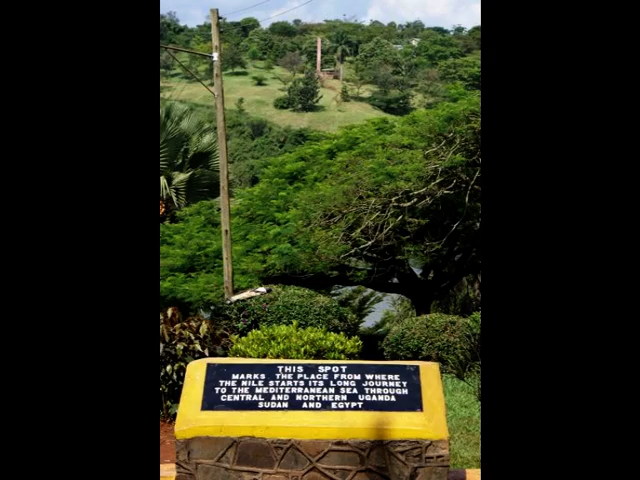 THIS SPOT
MARKS THE PLACE FROM WHERE
THE NILE STARTS ITS LONG JOURNEY
TO THE MEDITERRANEAN SEA THROUGH
CENTRAL AND NORTHERN UGANDA
SUDAN AND EGYPT